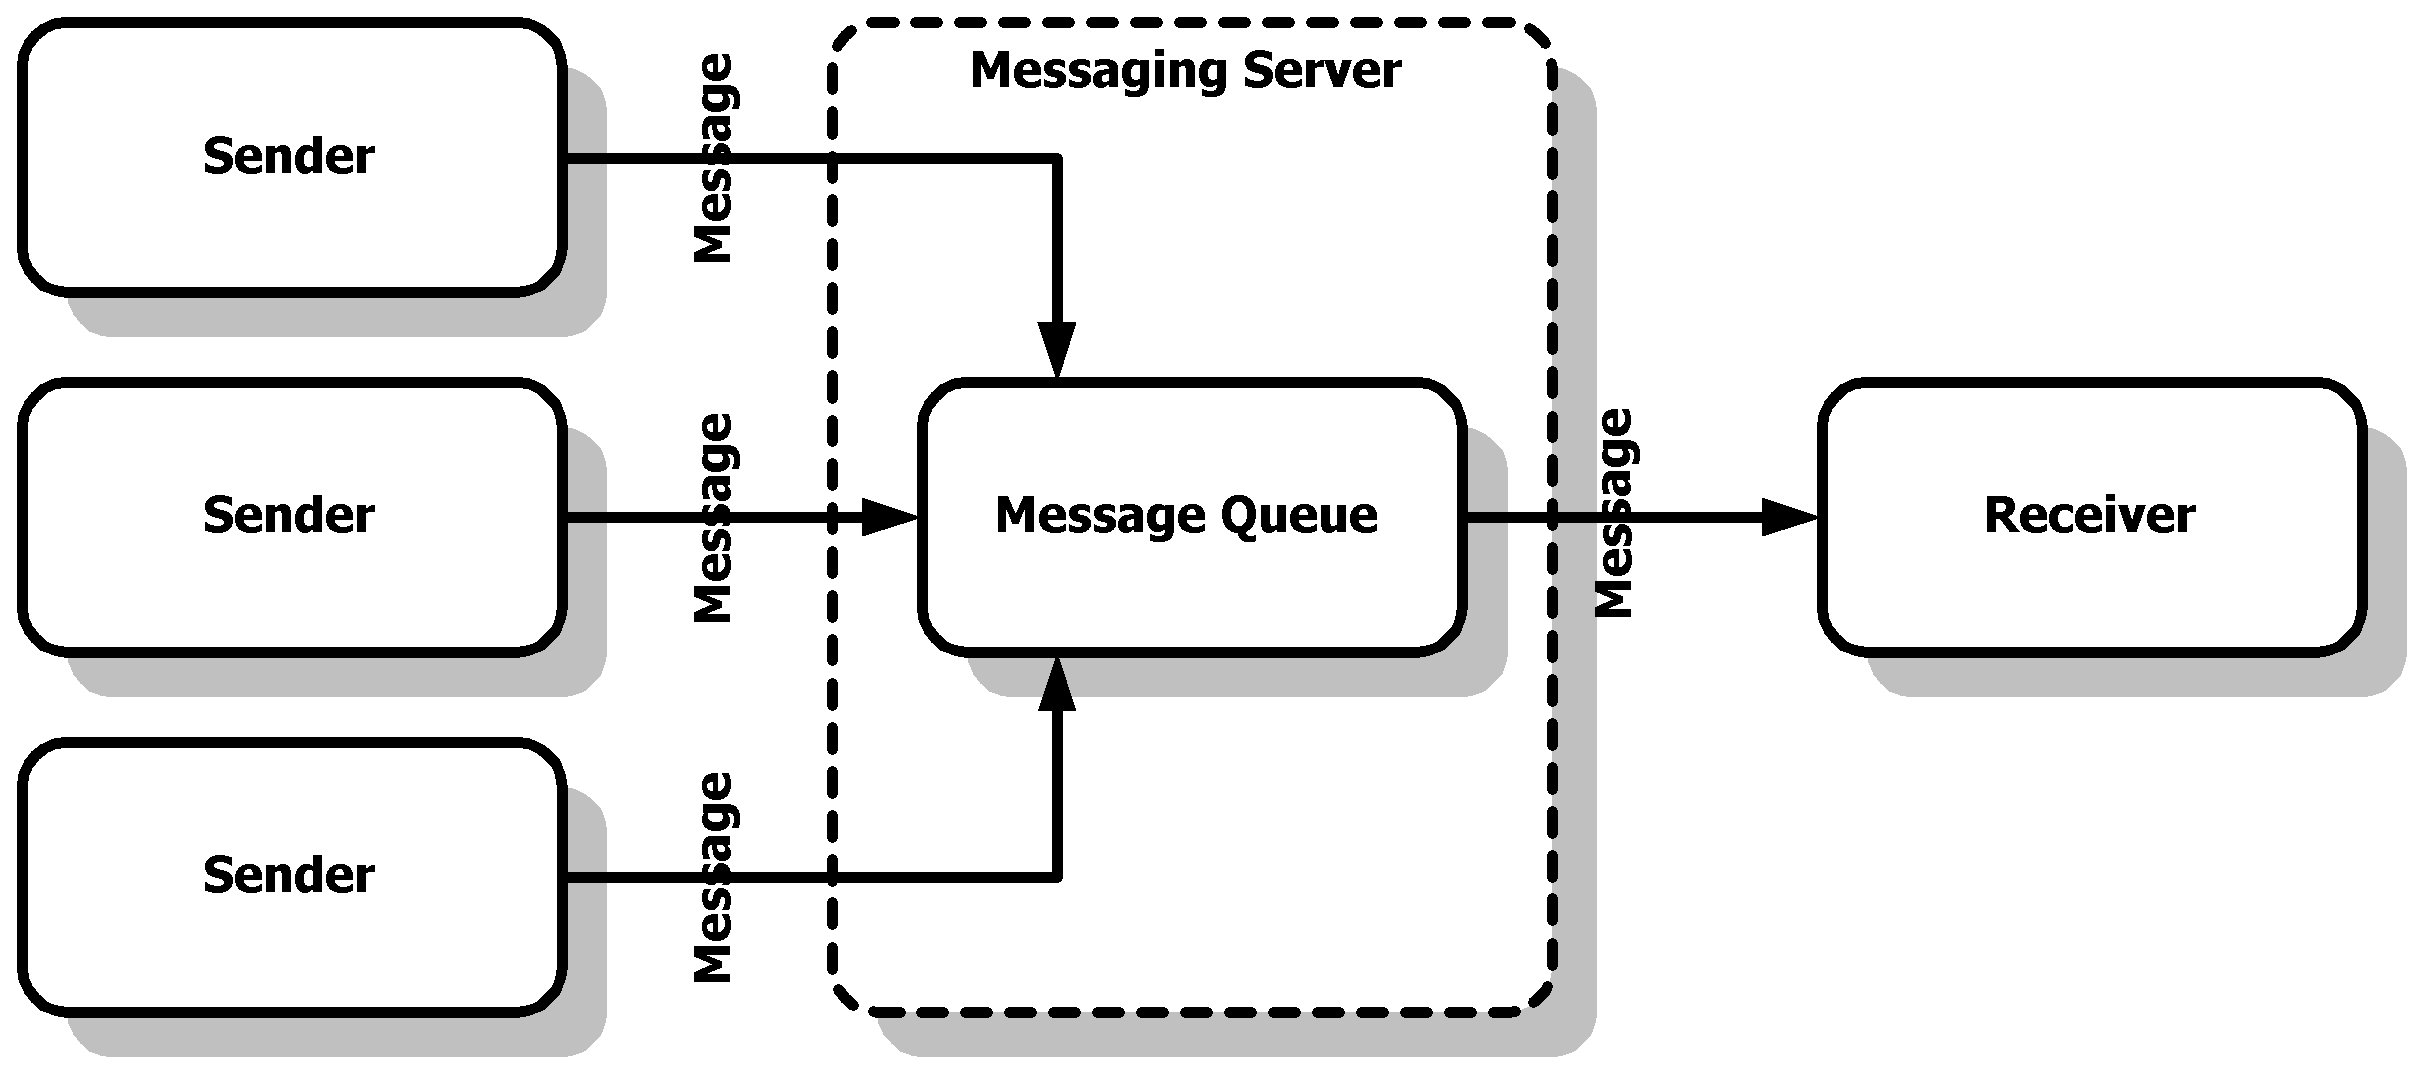 Messaging Server
Sender
Message
Sender
Message
Message Queue
Message
Receiver
Sender
Message